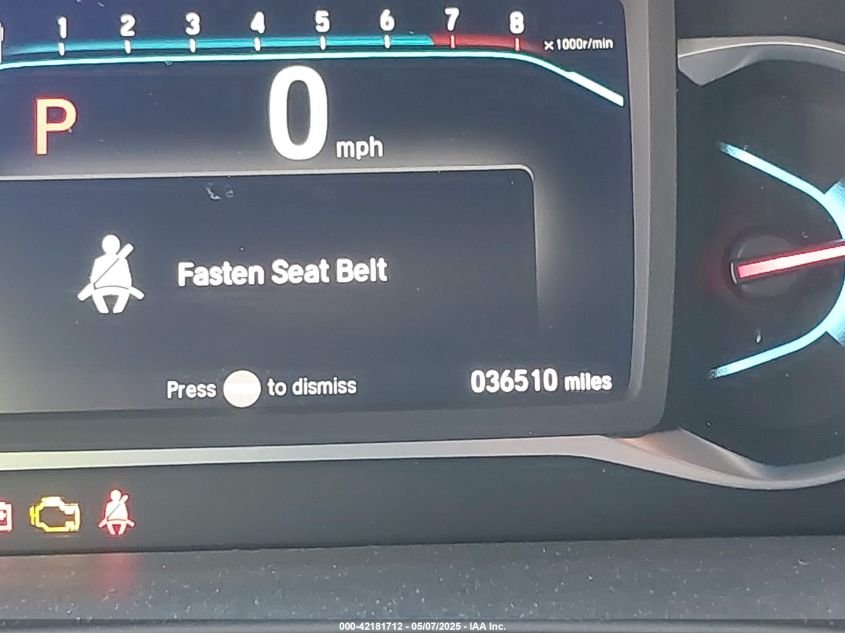 1 2 3 4 5 6 7 8 ×1000r/min
P 0 mph
Fasten Seat Belt
Press to dismiss
036510 miles
000-42181712 - 05/07/2025 - IAA Inc.